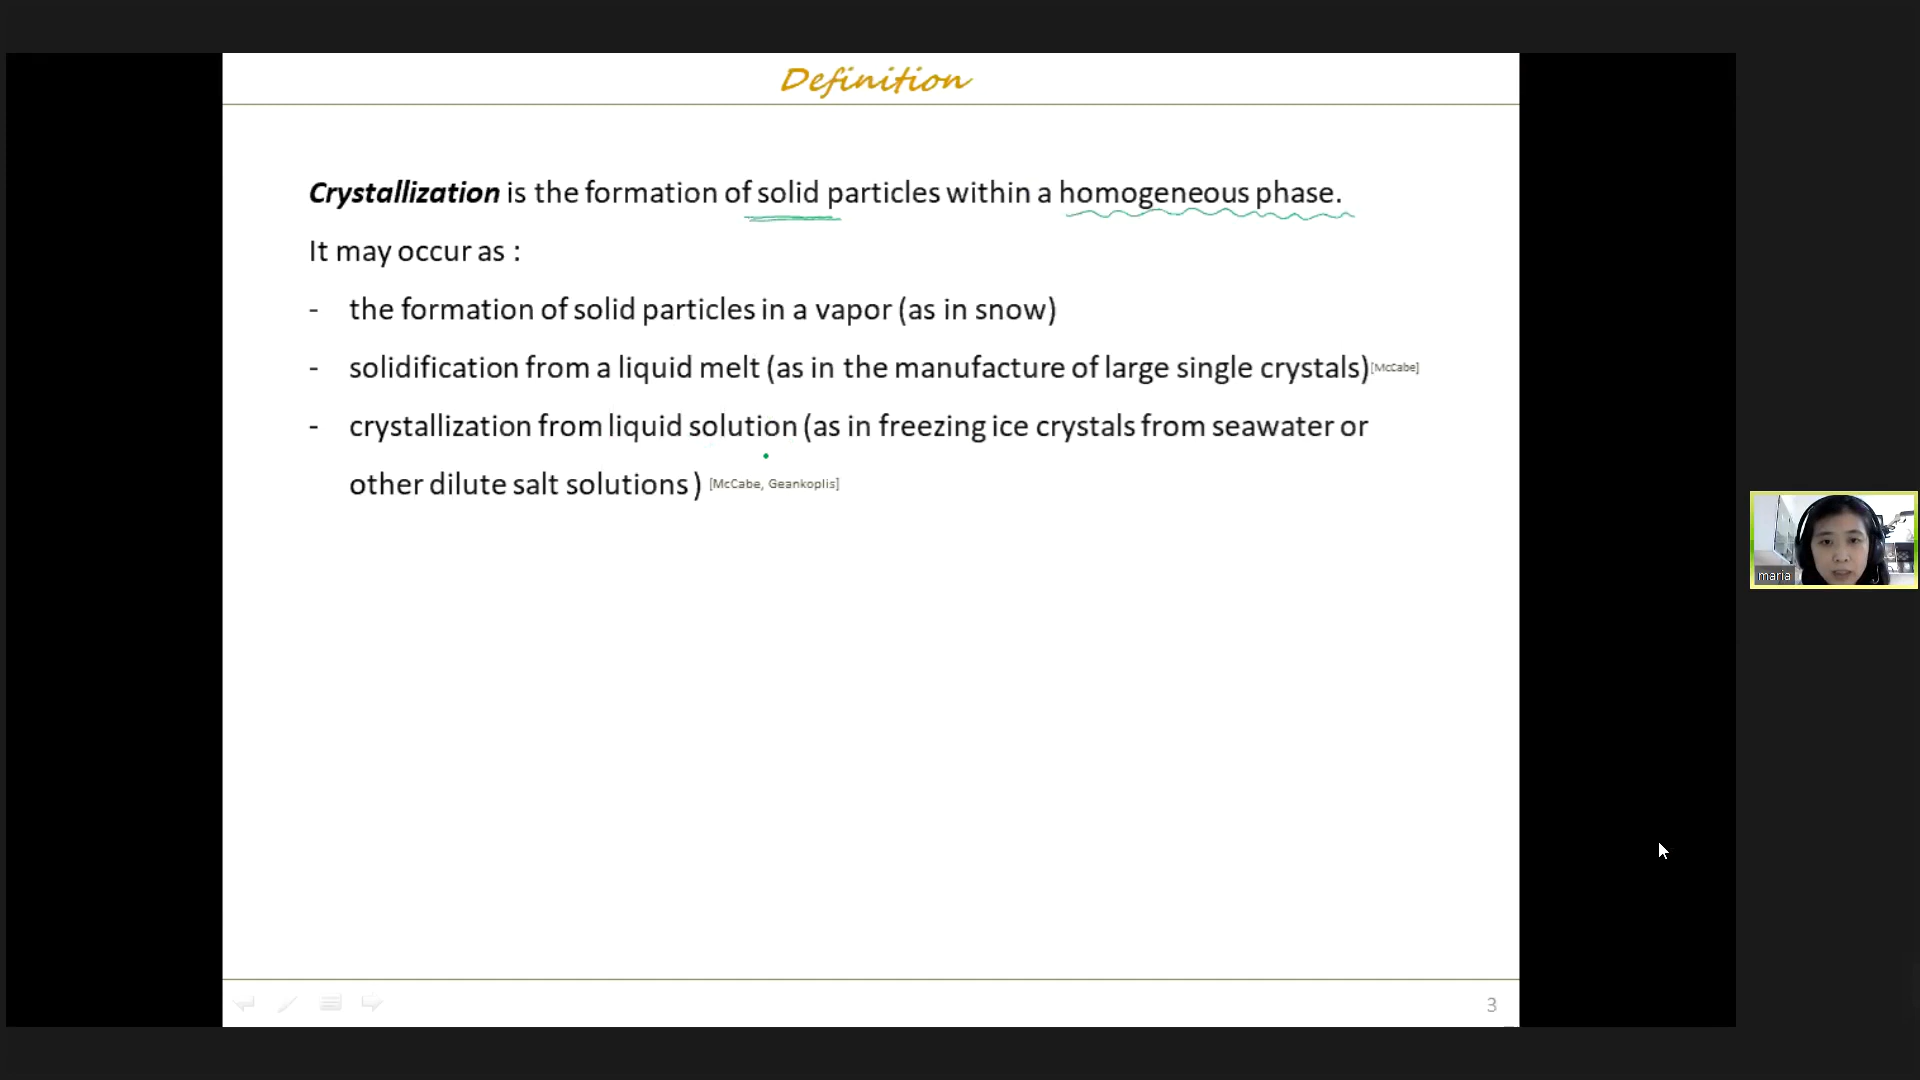 Definition
Crystallization is the formation of solid particles within a homogeneous phase.
It may occur as :
- the formation of solid particles in a vapor (as in snow)
- solidification from a liquid melt (as in the manufacture of large single crystals)[McCabe]
- crystallization from liquid solution (as in freezing ice crystals from seawater or
other dilute salt solutions) [McCabe, Geankoplis]
maria
3